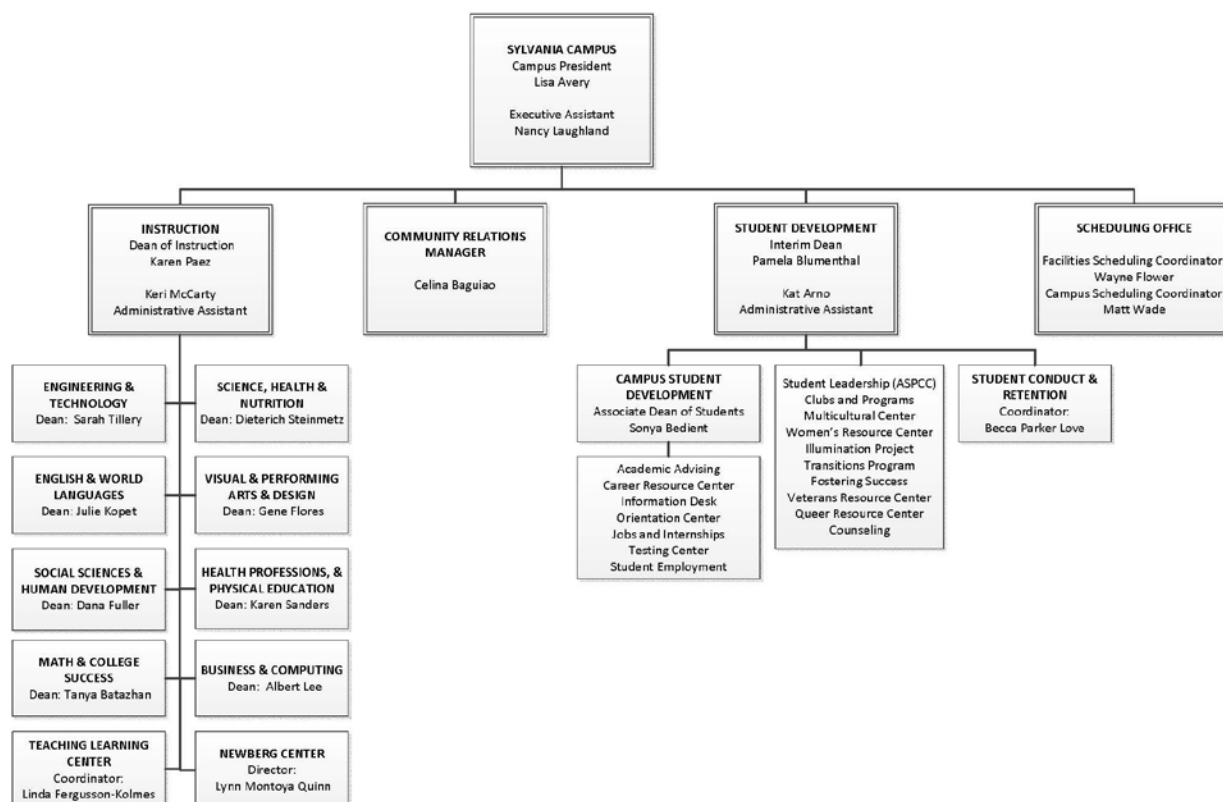 SYLVANIA CAMPUS
Campus President
Lisa Avery
Executive Assistant
Nancy Laughland
INSTRUCTION
Dean of Instruction
Karen Paez
Keri McCarty
Administrative Assistant
COMMUNITY RELATIONS
MANAGER
Celina Baguiao
STUDENT DEVELOPMENT
Interim Dean
Pamela Blumenthal
Kat Arno
Administrative Assistant
SCHEDULING OFFICE
Facilities Scheduling Coordinator
Wayne Flower
Campus Scheduling Coordinator
Matt Wade
ENGINEERING &
TECHNOLOGY
Dean: Sarah Tillery
SCIENCE, HEALTH &
NUTRITION
Dean: Dieterich Steinmetz
ENGLISH & WORLD
LANGUAGES
Dean: Julie Kopet
VISUAL & PERFORMING
ARTS & DESIGN
Dean: Gene Flores
SOCIAL SCIENCES &
HUMAN DEVELOPMENT
Dean: Dana Fuller
HEALTH PROFESSIONS, &
PHYSICAL EDUCATION
Dean: Karen Sanders
MATH & COLLEGE
SUCCESS
Dean: Tanya Batazhan
BUSINESS & COMPUTING
Dean: Albert Lee
TEACHING LEARNING
CENTER
Coordinator:
Linda Fergusson-Kolmes
NEWBERG CENTER
Director:
Lynn Montoya Quinn
CAMPUS STUDENT
DEVELOPMENT
Associate Dean of Students
Sonya Bedient
Academic Advising
Career Resource Center
Information Desk
Orientation Center
Jobs and Internships
Testing Center
Student Employment
Student Leadership (ASPCC)
Clubs and Programs
Multicultural Center
Women's Resource Center
Illumination Project
Transitions Program
Fostering Success
Veterans Resource Center
Queer Resource Center
Counseling
STUDENT CONDUCT &
RETENTION
Coordinator:
Becca Parker Love